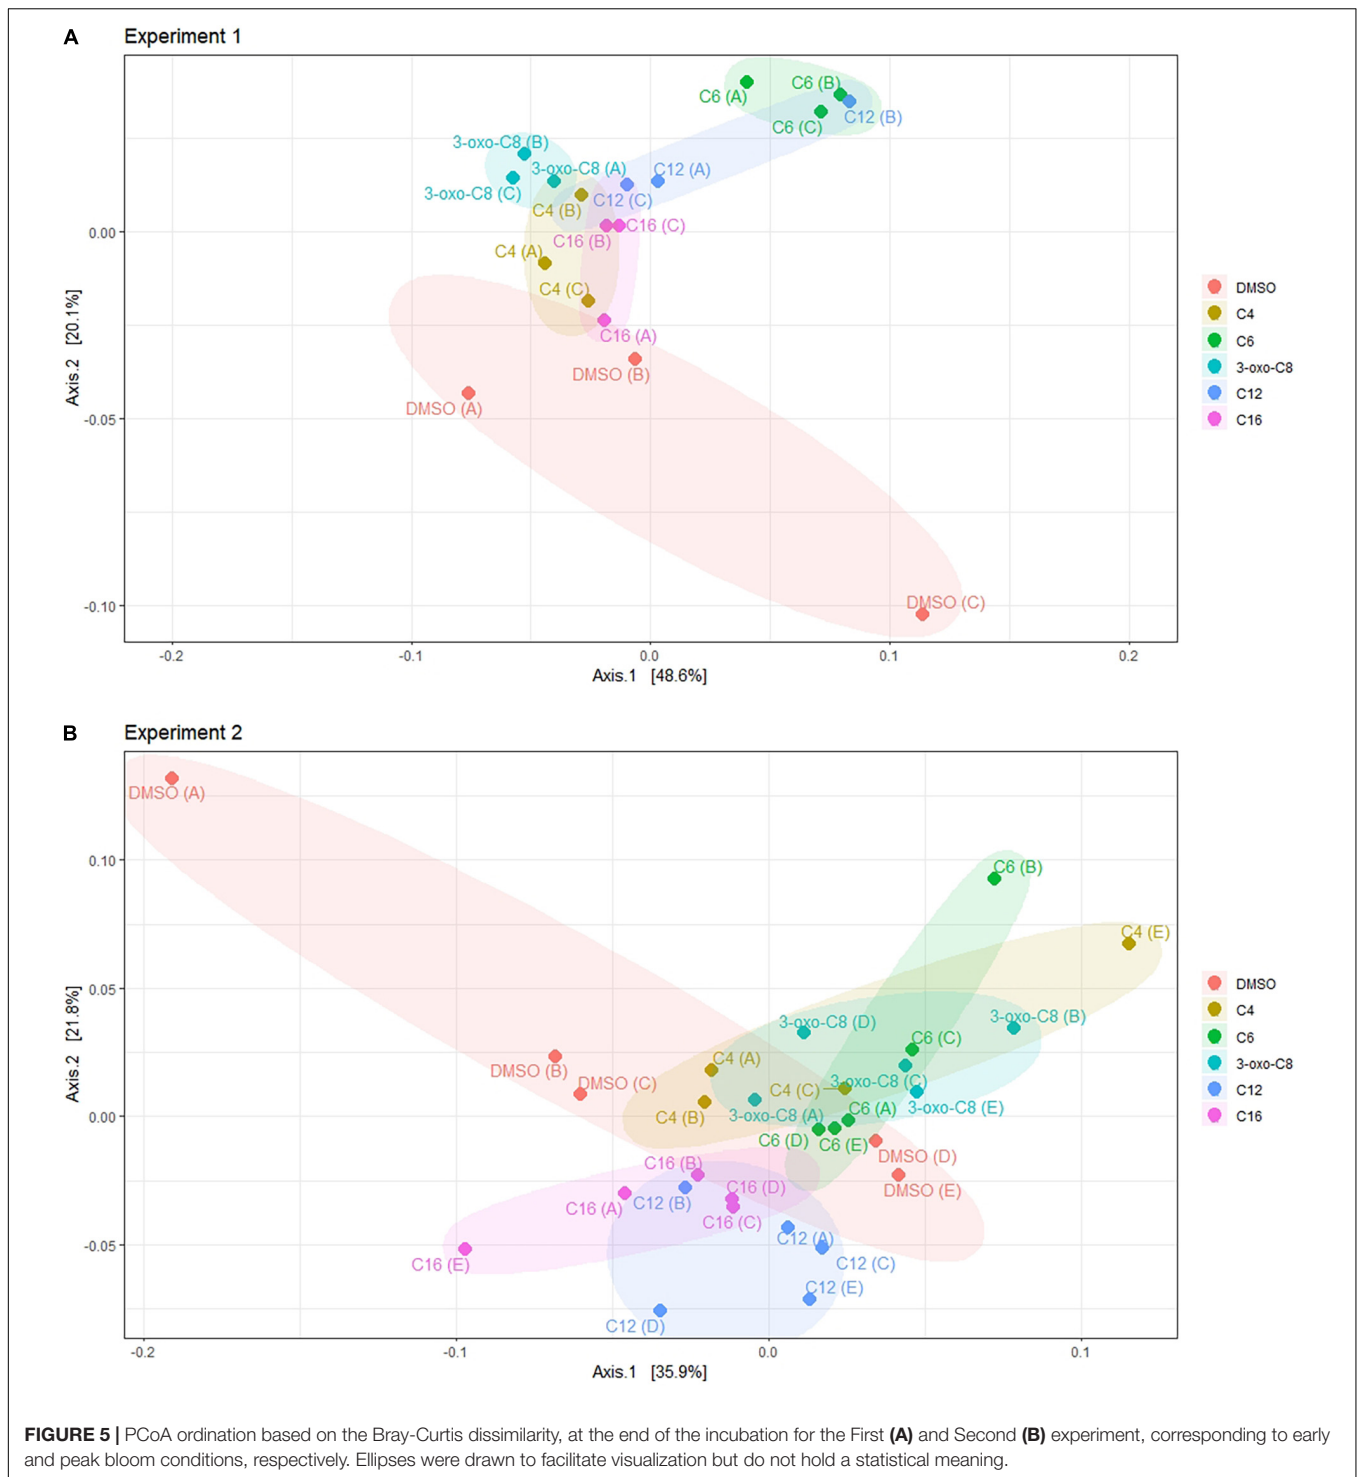 A Experiment 1
C6 (A)
C6 (B)
C6 (C)
C12 (B)
3-oxo-C8 (B)
3-oxo-C8 (A)
3-oxo-C8 (C)
C12 (A)
C12 (C)
C4 (B)
C16 (C)
C16 (B)
C4 (A)
C4 (C)
C16 (A)
DMSO (B)
DMSO (A)
DMSO (C)
0.00
-0.05
-0.10
Axis.2 [20.1%]
-0.2 -0.1 0.0 0.1 0.2
Axis.1 [48.6%]
DMSO
C4
C6
3-oxo-C8
C12
C16
B Experiment 2
DMSO (A)
C6 (B)
C4 (E)
3-oxo-C8 (D)
3-oxo-C8 (B)
C6 (C)
C4 (A)
DMSO (B)
DMSO (C)
C4 (C)
3-oxo-C8 (C)
C4 (B)
3-oxo-C8 (A)
C6 (A)
3-oxo-C8 (E)
C6 (D)
C6 (E)
DMSO (D)
C16 (B)
DMSO (E)
C16 (D)
C16 (A)
C12 (B)
C16 (C)
C12 (A)
C12 (C)
C16 (E)
C12 (E)
C12 (D)
0.10
0.05
0.00
-0.05
Axis.2 [21.8%]
-0.2 -0.1 0.0 0.1
Axis.1 [35.9%]
DMSO
C4
C6
3-oxo-C8
C12
C16
FIGURE 5 | PCoA ordination based on the Bray-Curtis dissimilarity, at the end of the incubation for the First (A) and Second (B) experiment, corresponding to early
and peak bloom conditions, respectively. Ellipses were drawn to facilitate visualization but do not hold a statistical meaning.